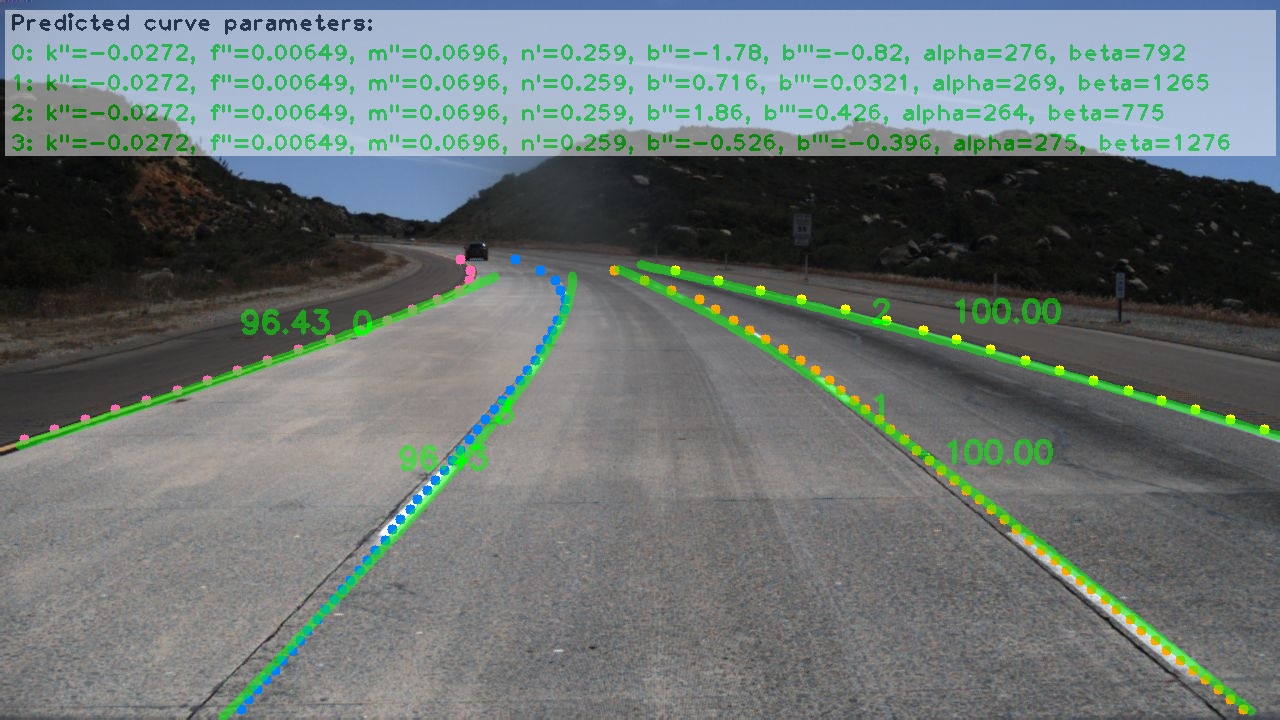 Predicted curve parameters:
0: k''=-0.0272, f''=0.00649, m''=0.0696, n'=0.259, b''=-1.78, b'''=-0.82, alpha=276, beta=792
1: k''=-0.0272, f''=0.00649, m''=0.0696, n'=0.259, b''=0.716, b'''=0.0321, alpha=269, beta=1265
2: k''=-0.0272, f''=0.00649, m''=0.0696, n'=0.259, b''=1.86, b'''=0.426, alpha=264, beta=775
3: k''=-0.0272, f''=0.00649, m''=0.0696, n'=0.259, b''=-0.526, b'''=-0.396, alpha=275, beta=1276
96.43 0
2 100.00
1
100.00